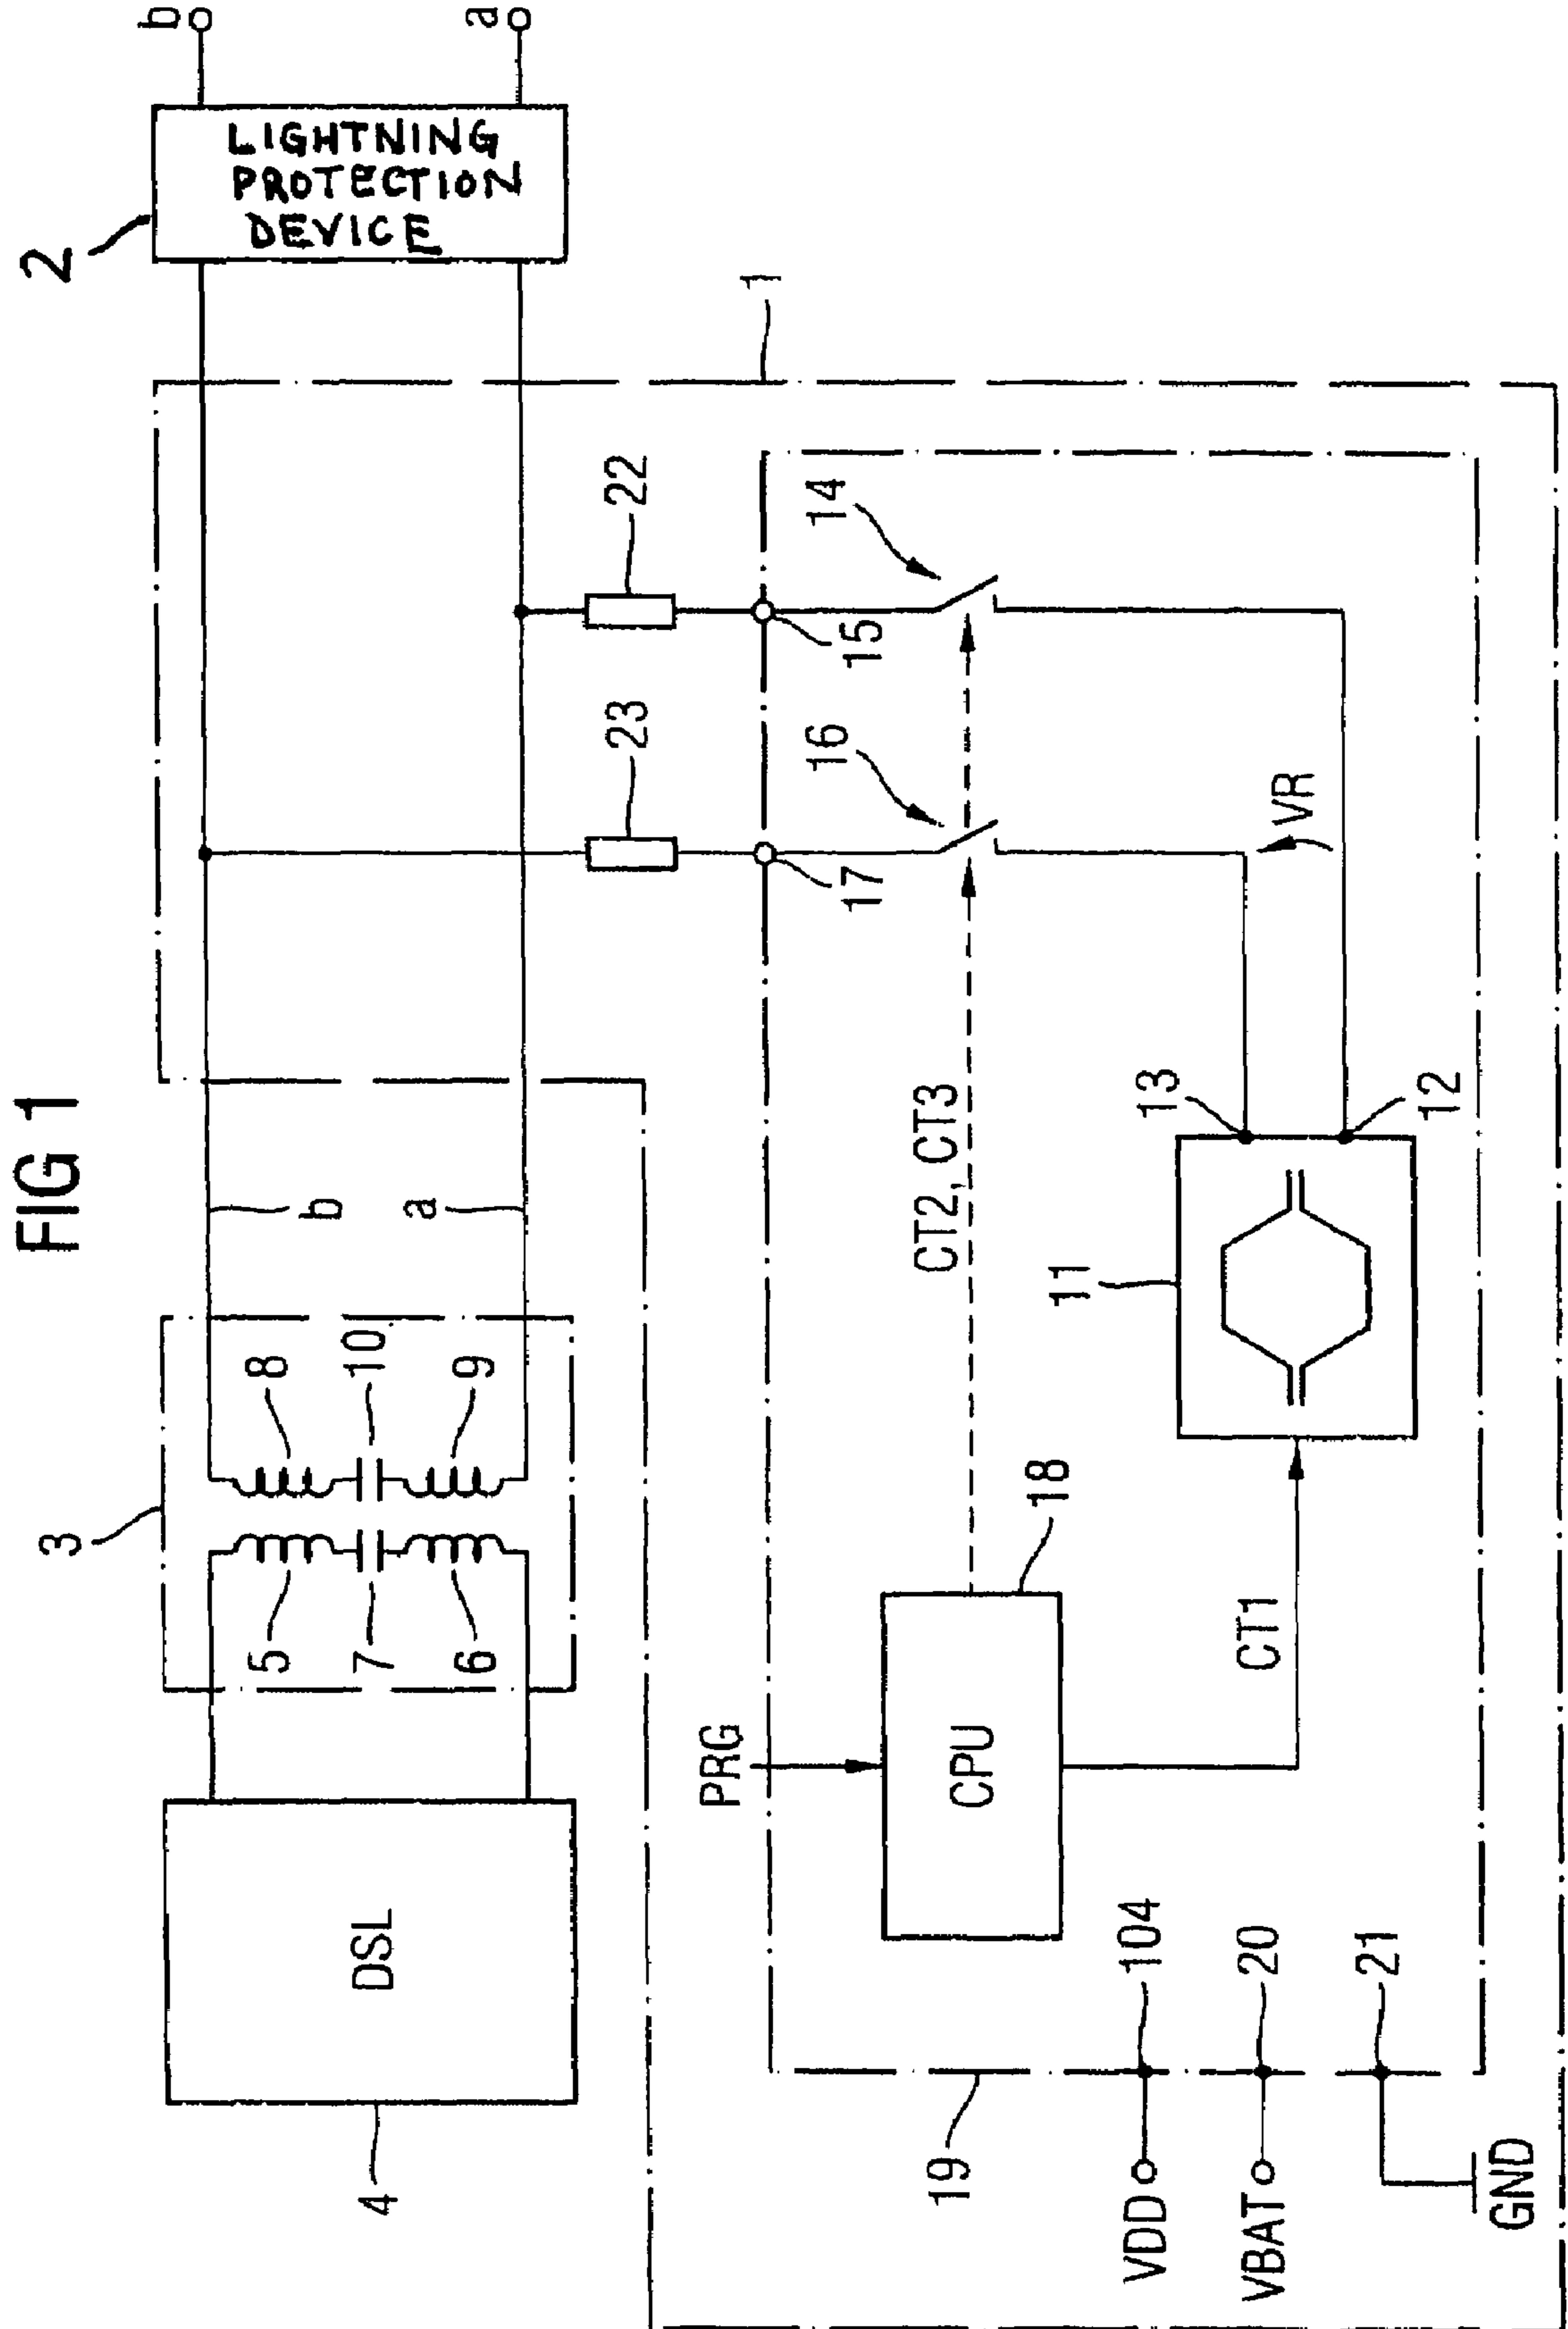 FIG 1
b
a
LIGHTNING
PROTECTION
DEVICE
2
1
3
4
DSL
5
7
6
8
10
9
b
a
22
23
15
17
14
16
CT2, CT3
VR
13
12
11
PRG
CPU
18
CT1
19
VDD
104
VBAT
20
21
GND